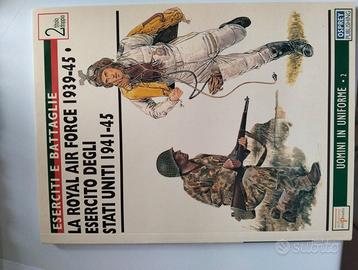 ESERCITI E BATTAGLIE
2
LA ROYAL AIR FORCE 1939-45 •
ESERCITO DEGLI
STATI UNITI 1941-45
OSPREY
UOMINI IN UNIFORME • 2
subito